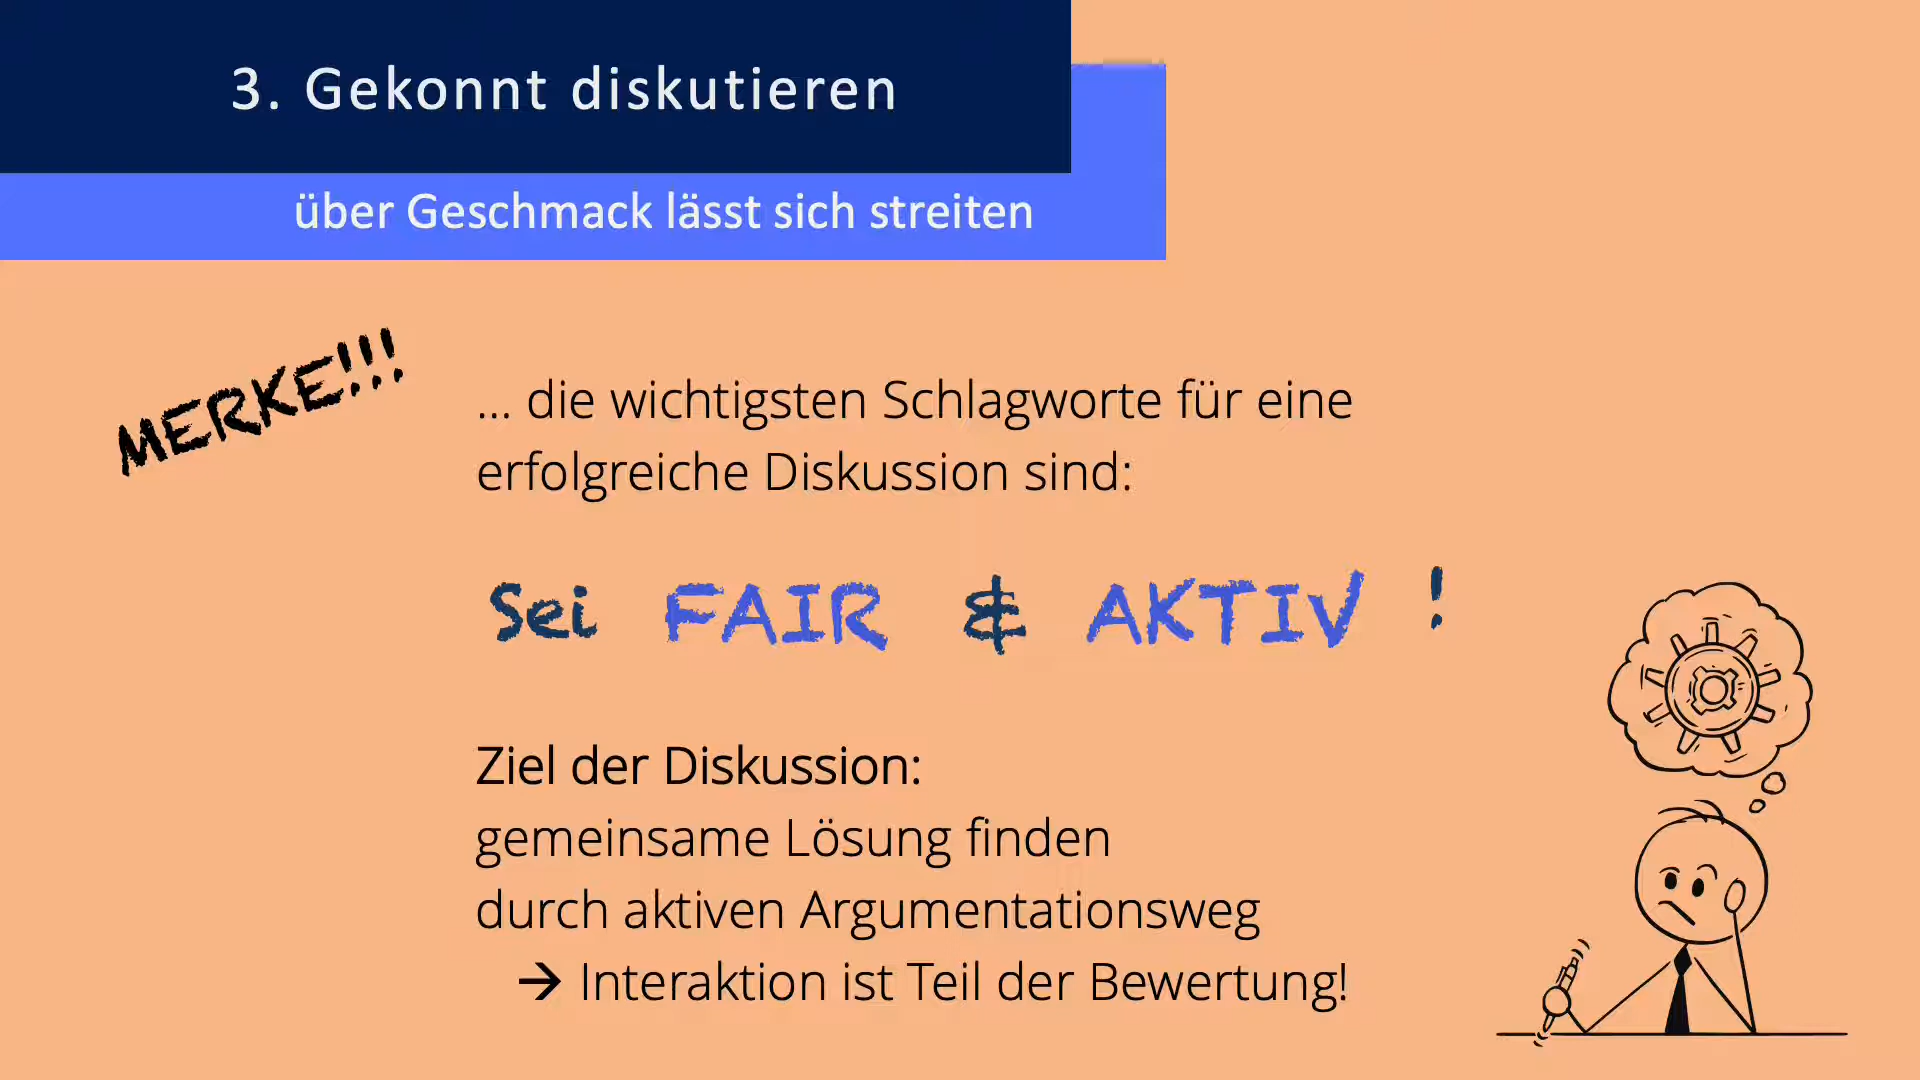 3. Gekonnt diskutieren
über Geschmack lässt sich streiten
MERKE!!!
... die wichtigsten Schlagworte für eine
erfolgreiche Diskussion sind:
Sei FAIR & AKTIV !
Ziel der Diskussion:
gemeinsame Lösung finden
durch aktiven Argumentationsweg
→ Interaktion ist Teil der Bewertung!